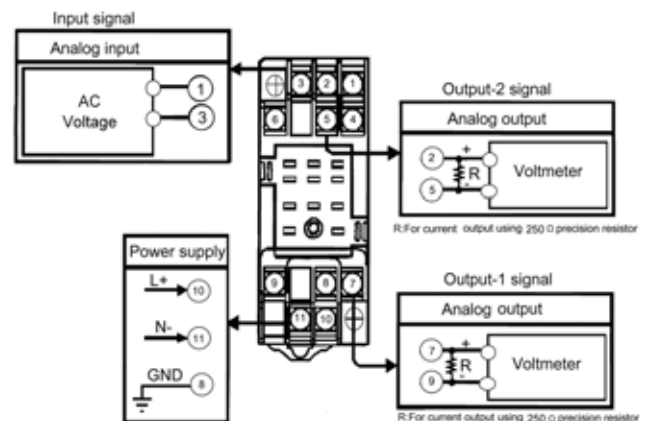 Input signal
Analog input
AC
Voltage
1
3
3
2
1
6
5
4
Output-2 signal
Analog output
2
+
R
5
-
Voltmeter
R:For current output using 250 Ω precision resistor
Power supply
L+
10
N-
11
GND
8
9
8
7
11
10
Output-1 signal
Analog output
7
+
R
9
-
Voltmeter
R:For current output using 250 Ω precision resistor